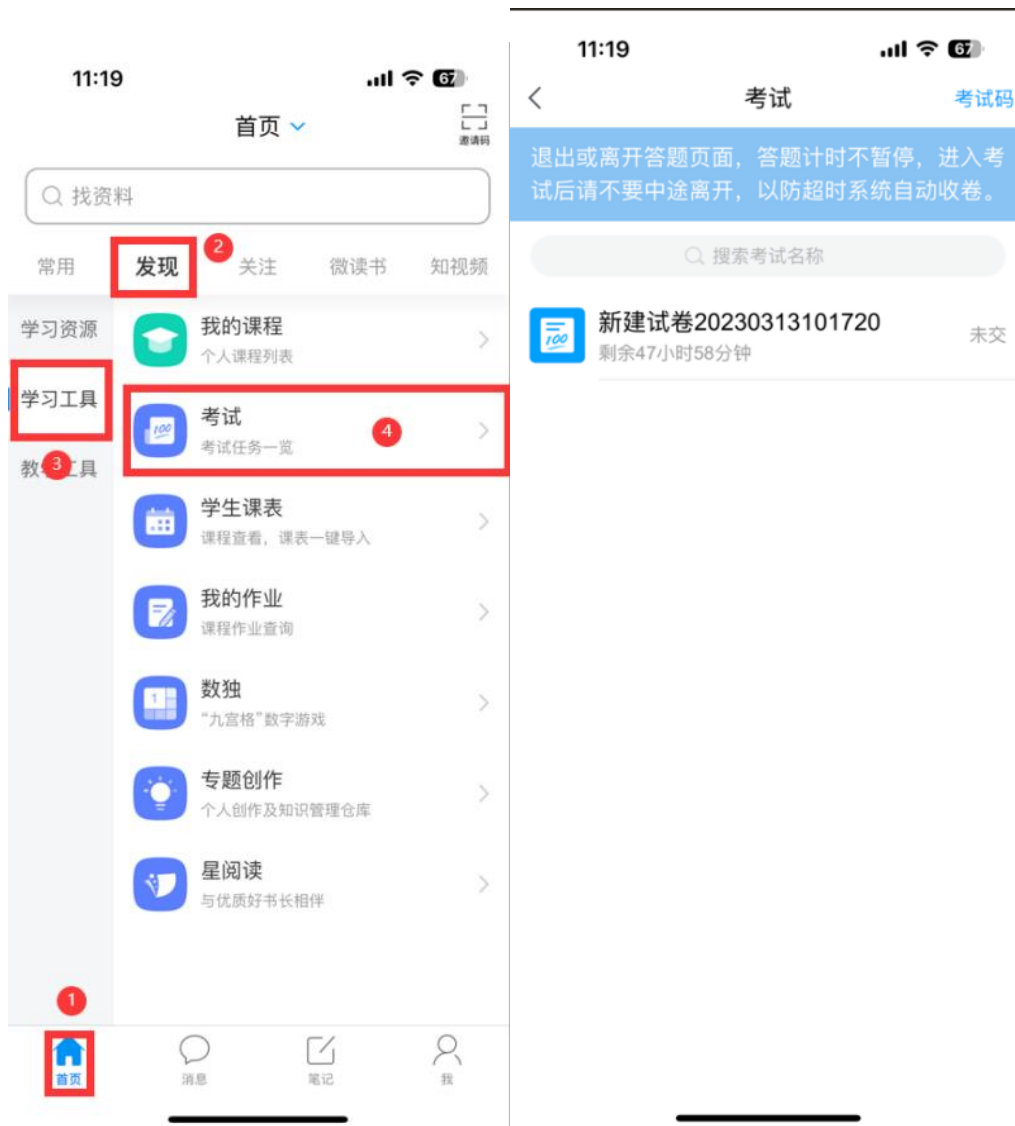 11:19
67
首页
邀请码
找资料
常用
发现
2
关注
微读书
知视频
学习资源
学习工具
3
教
工具
我的课程
个人课程列表
100
考试
考试任务一览
4
学生课表
课程查看，课表一键导入
我的作业
课程作业查询
1
数独
“九宫格”数字游戏
专题创作
个人创作及知识管理仓库
星阅读
与优质好书长相伴
1
首页
消息
笔记
我
11:19
67
考试
考试码
退出或离开答题页面，答题计时不暂停，进入考
试后请不要中途离开，以防超时系统自动收卷。
搜索考试名称
100
新建试卷20230313101720
剩余47小时58分钟
未交